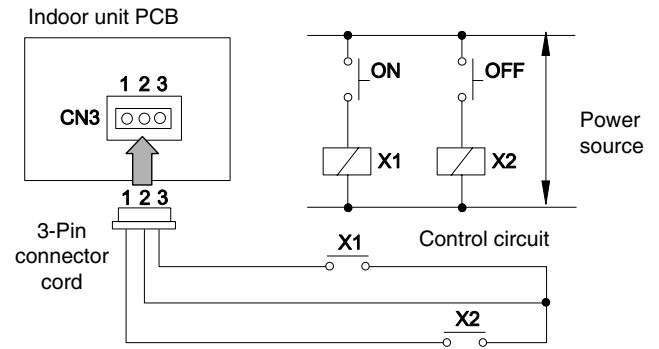 Indoor unit PCB
1 2 3
CN3
1 2 3
3-Pin
connector
cord
ON
OFF
X1
X2
Power
source
Control circuit
X1
X2